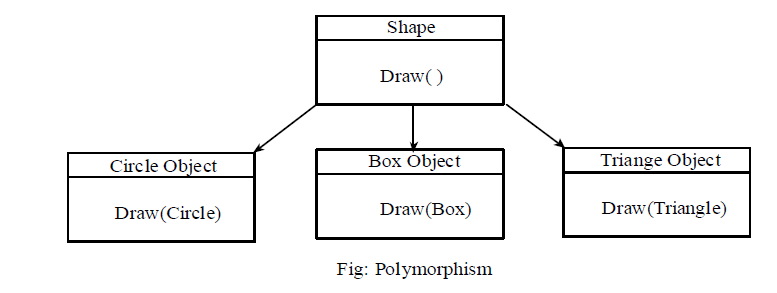 Shape
Draw( )
Circle Object
Draw(Circle)
Box Object
Draw(Box)
Triange Object
Draw(Triangle)
Fig: Polymorphism